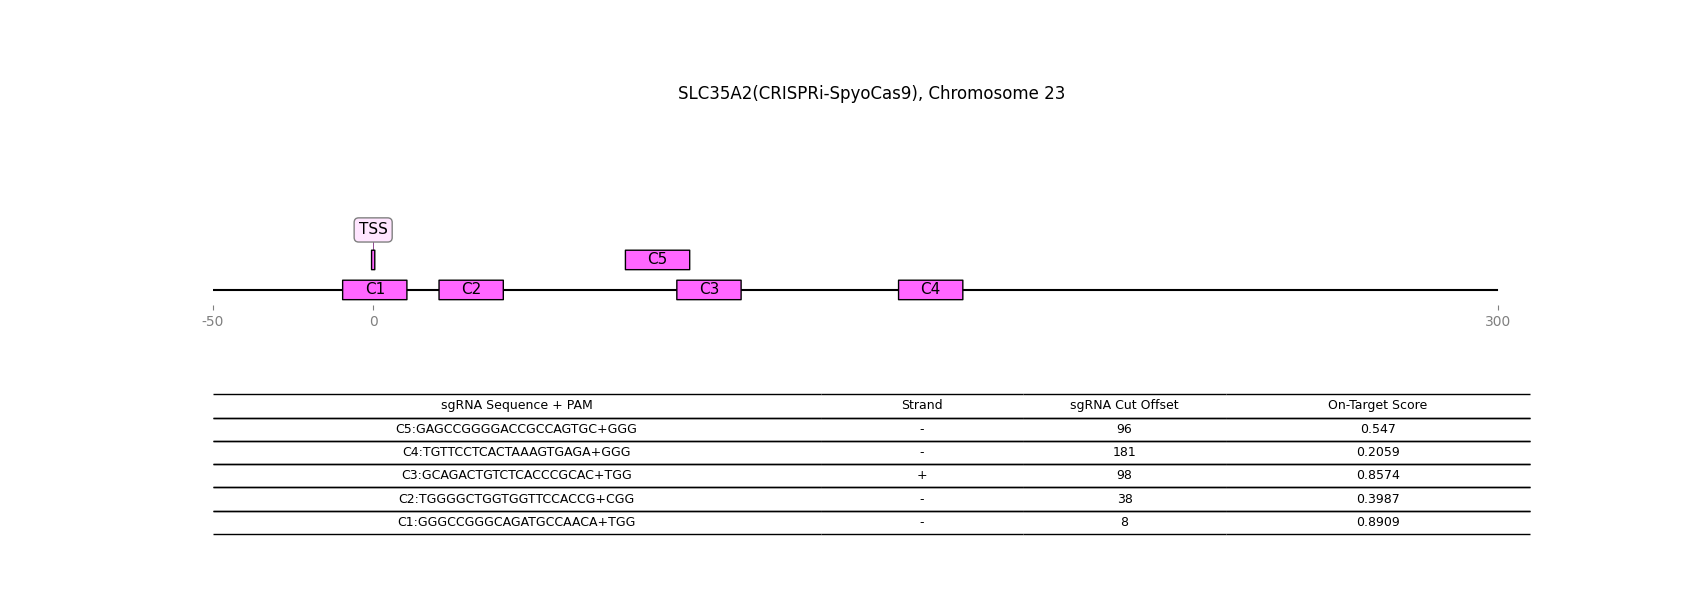 SLC35A2(CRISPRi-SpyoCas9), Chromosome 23
TSS
C5
C1 C2 C3 C4
-50 0 300
sgRNA Sequence + PAM Strand sgRNA Cut Offset On-Target Score
C5:GAGCCGGGGACCGCCAGTGC+GGG - 96 0.547
C4:TGTTCCTCACTAAAGTGAGA+GGG - 181 0.2059
C3:GCAGACTGTCTCACCCGCAC+TGG + 98 0.8574
C2:TGGGGCTGGTGGTTCCACCG+CGG - 38 0.3987
C1:GGGCCGGGCAGATGCCAACA+TGG - 8 0.8909